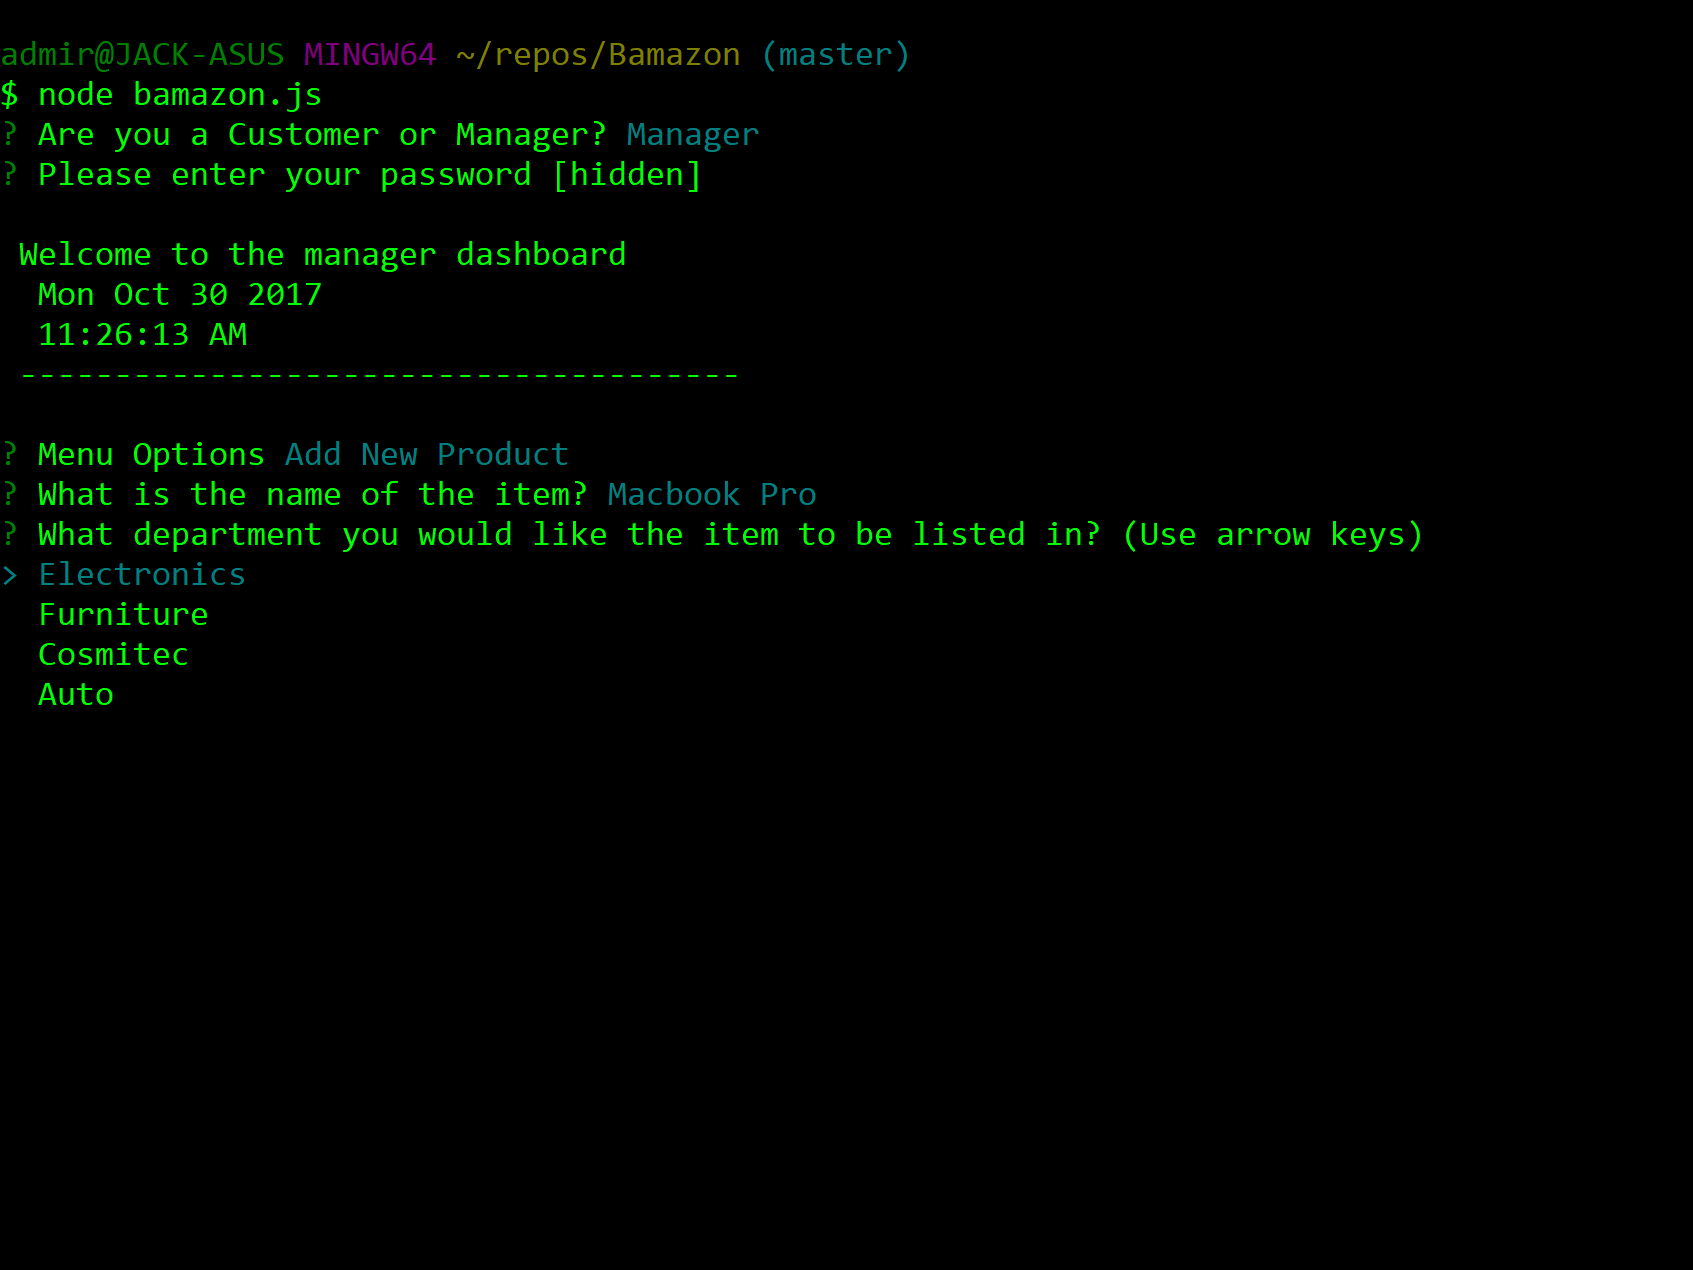 admir@JACK-ASUS MINGW64 ~/repos/Bamazon (master)
$ node bamazon.js
? Are you a Customer or Manager? Manager
? Please enter your password [hidden]
Welcome to the manager dashboard
Mon Oct 30 2017
11:26:13 AM
--------------------------------------
? Menu Options Add New Product
? What is the name of the item? Macbook Pro
? What department you would like the item to be listed in? (Use arrow keys)
> Electronics
Furniture
Cosmitec
Auto